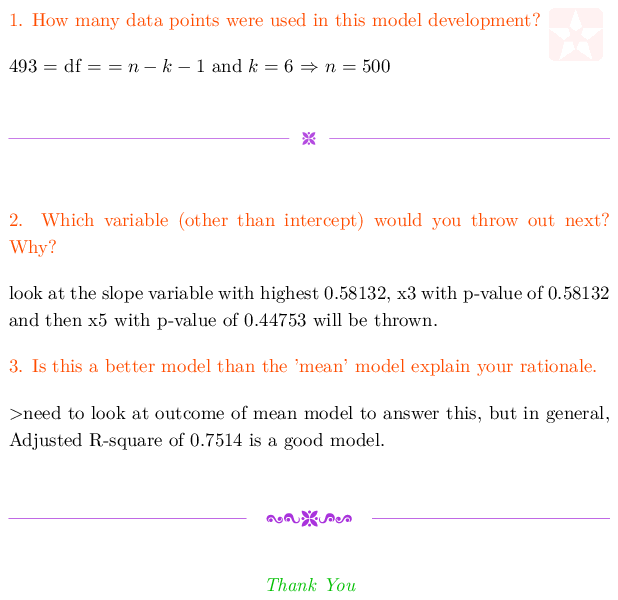 1. How many data points were used in this model development?
493 = df = = n − k − 1 and k = 6 ⇒ n = 500
2. Which variable (other than intercept) would you throw out next?
Why?
look at the slope variable with highest 0.58132, x3 with p-value of 0.58132
and then x5 with p-value of 0.44753 will be thrown.
3. Is this a better model than the 'mean' model explain your rationale.
>need to look at outcome of mean model to answer this, but in general,
Adjusted R-square of 0.7514 is a good model.
Thank You